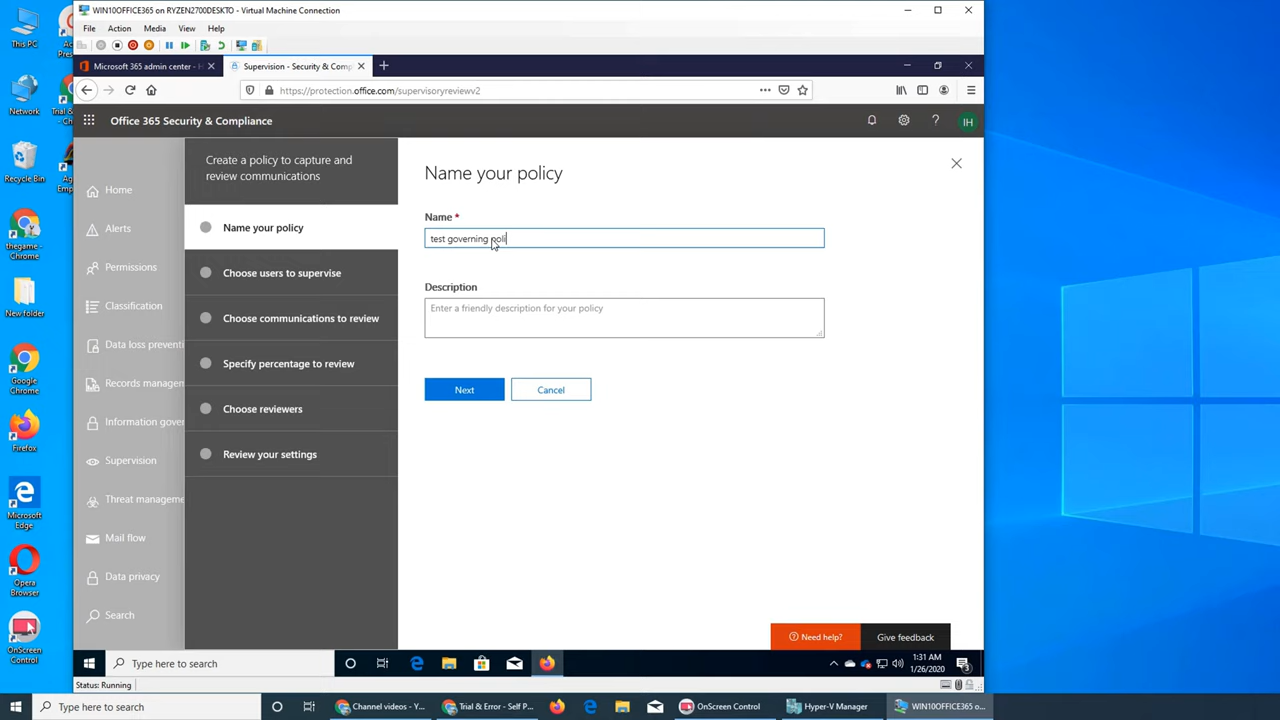 This PC
Network
Recycle Bin
thegame - Chrome
New folder
Google Chrome
Firefox
Microsoft Edge
Opera Browser
OnScreen Control
WIN10OFFICE365 on RYZEN2700DESKTO - Virtual Machine Connection
File Action Media View Help
Microsoft 365 admin center - H
Supervision - Security & Comp
https://protection.office.com/supervisoryreviewv2
Office 365 Security & Compliance
IH
Home
Alerts
Permissions
Classification
Data loss preventi
Records managem
Information gover
Supervision
Threat manageme
Mail flow
Data privacy
Search
Create a policy to capture and
review communications
Name your policy
Choose users to supervise
Choose communications to review
Specify percentage to review
Choose reviewers
Review your settings
Name your policy
Name *
test governing poli
Description
Enter a friendly description for your policy
Next
Cancel
Need help?
Give feedback
Type here to search
1:31 AM
1/26/2020
3
Status: Running
Type here to search
Channel videos - Y...
Trial & Error - Self P...
OnScreen Control
Hyper-V Manager
WIN10OFFICE365 o...